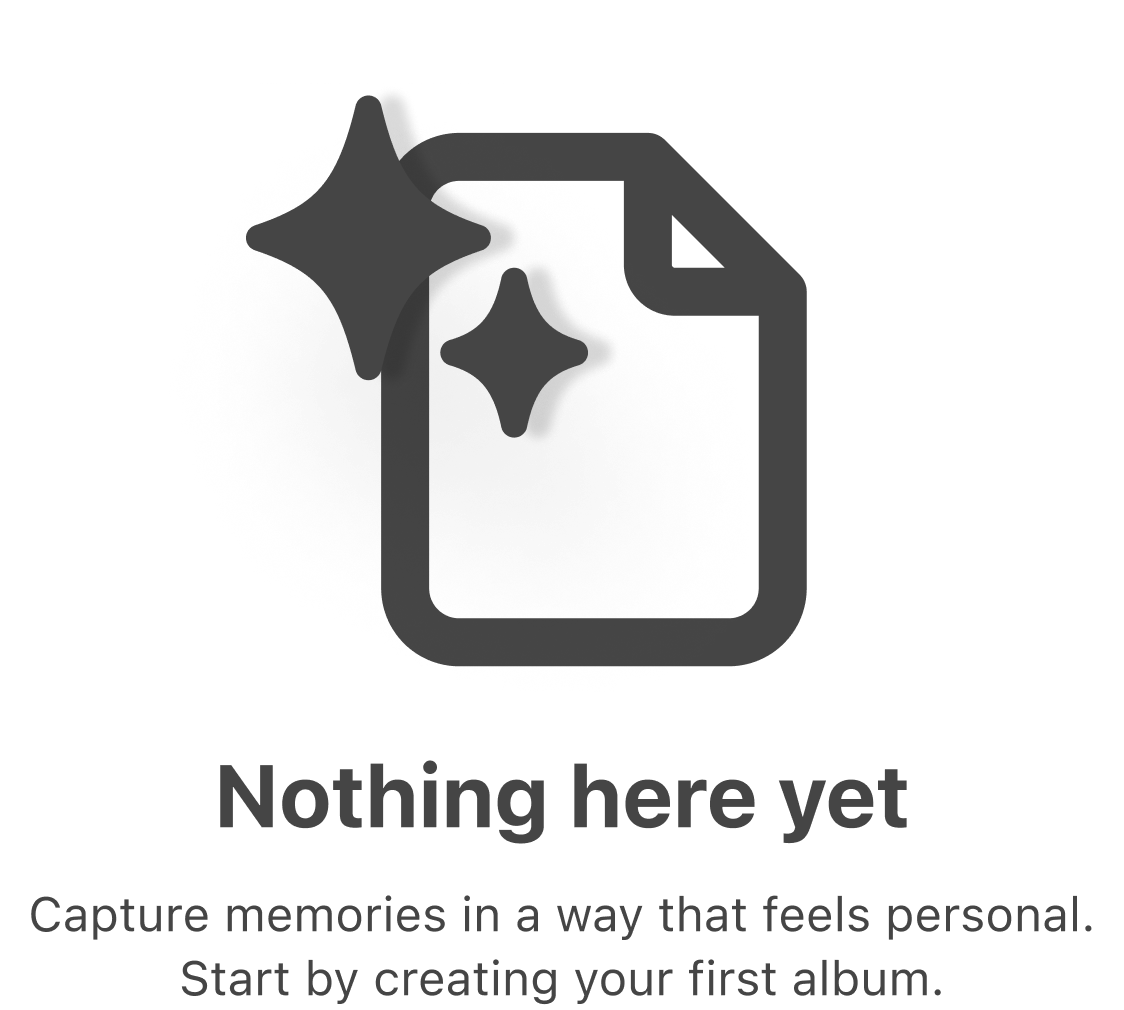 Nothing here yet
Capture memories in a way that feels personal.
Start by creating your first album.